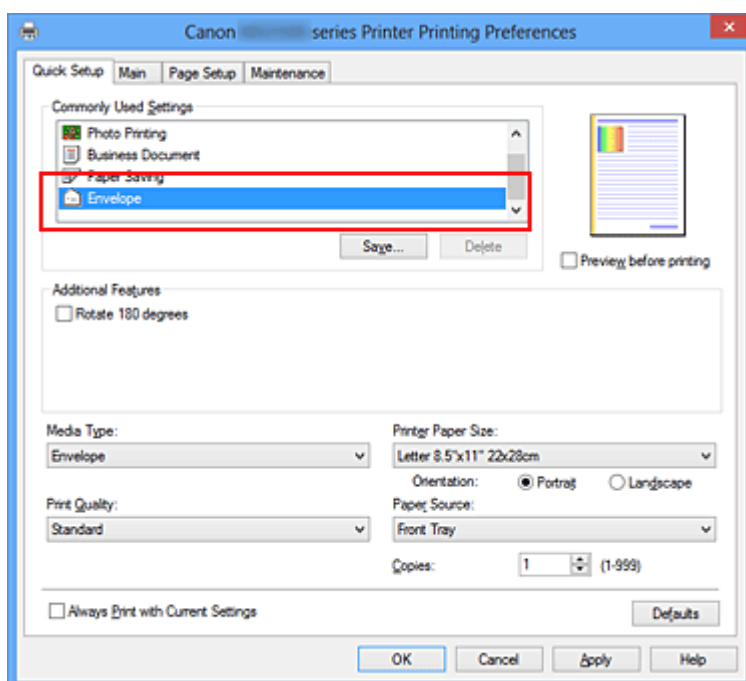 Canon series Printer Printing Preferences
Quick Setup Main Page Setup Maintenance
Commonly Used Settings
Photo Printing
Business Document
Paper Saving
Envelope
Save... Delete
Preview before printing
Additional Features
Rotate 180 degrees
Media Type: Printer Paper Size:
Envelope Letter 8.5"x11" 22x28cm
Orientation: Portrait Landscape
Print Quality: Paper Source:
Standard Front Tray
Copies: 1 (1-999)
Always Print with Current Settings Defaults
OK Cancel Apply Help